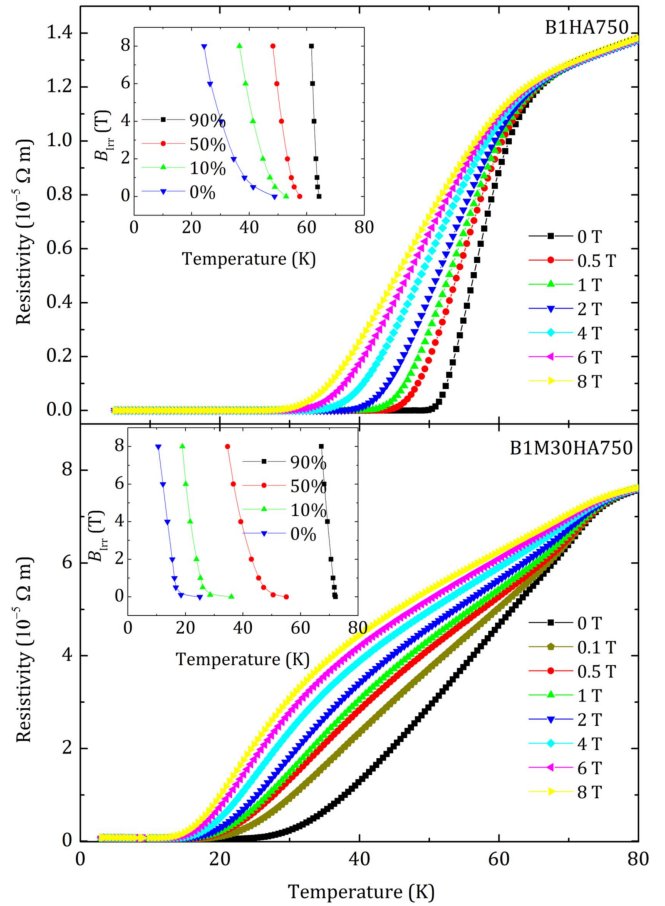 B1HA750
Resistivity (10⁻⁵ Ω m)
1.4
1.2
1.0
0.8
0.6
0.4
0.2
0.0
8
6
4
2
0
B_Irr (T)
90%
50%
10%
0%
0 20 40 60 80 100
Temperature (K)
0 T
0.5 T
1 T
2 T
4 T
6 T
8 T
B1M30HA750
Resistivity (10⁻⁵ Ω m)
8
6
4
2
0
8
6
4
2
0
B_Irr (T)
90%
50%
10%
0%
0 20 40 60 80
Temperature (K)
0 T
0.1 T
0.5 T
1 T
2 T
4 T
6 T
8 T
0 20 40 60 80
Temperature (K)